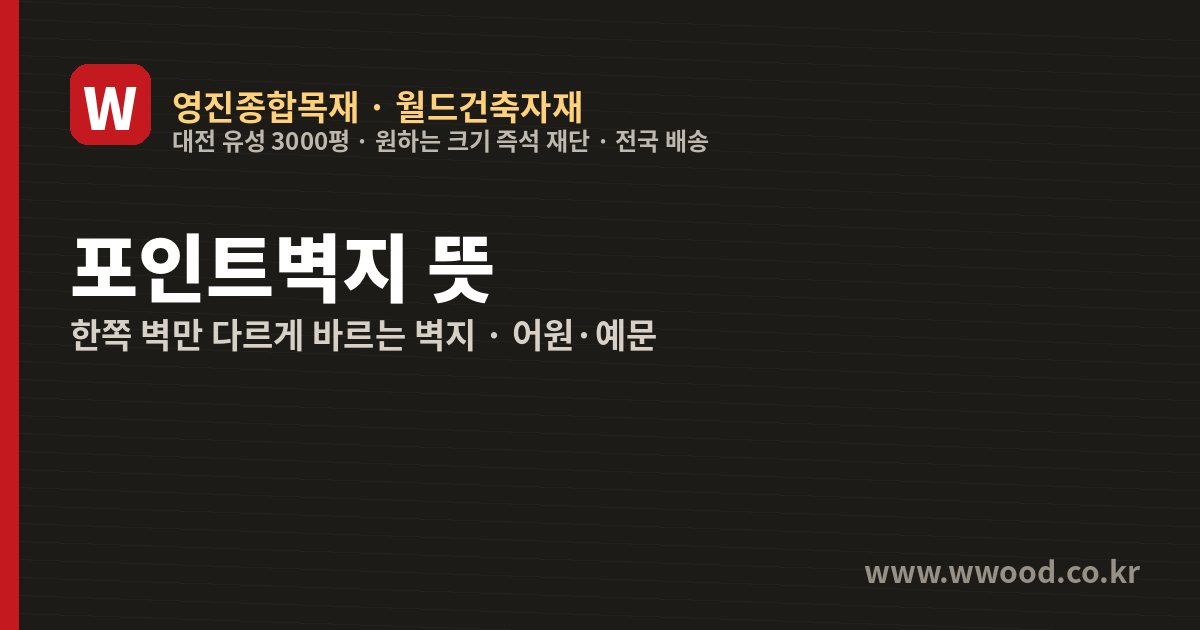 W
영진종합목재 · 월드건축자재
대전 유성 3000평 · 원하는 크기 즉석 재단 · 전국 배송
포인트벽지 뜻
한쪽 벽만 다르게 바르는 벽지 · 어원·예문
www.wwood.co.kr